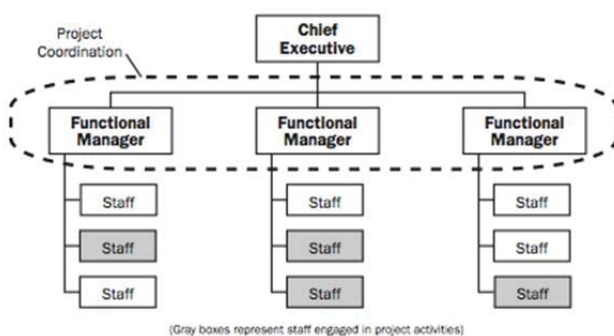 Project
Coordination
Chief
Executive
Functional
Manager
Functional
Manager
Functional
Manager
Staff
Staff
Staff
Staff
Staff
Staff
Staff
Staff
Staff
(Gray boxes represent staff engaged in project activities)